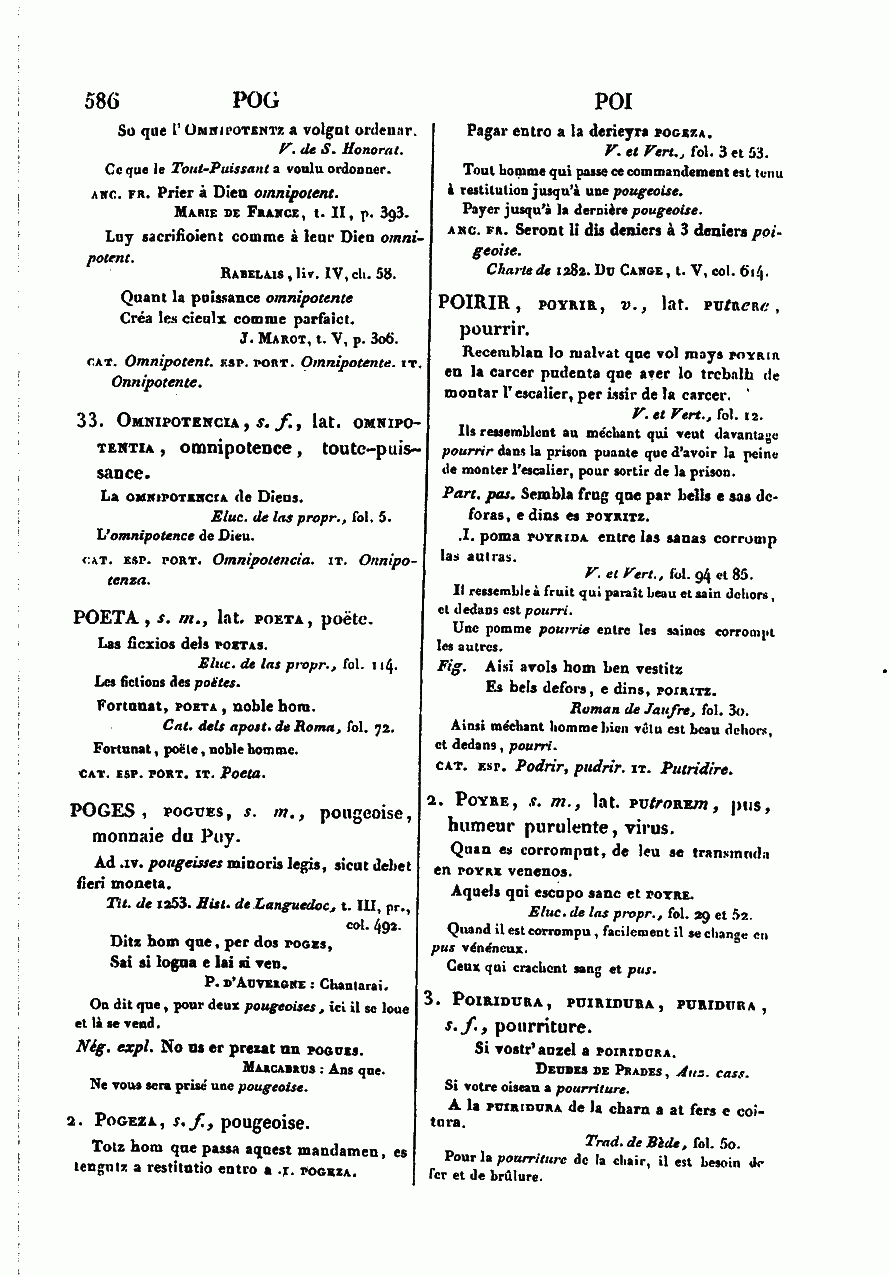 586 POG POI
So que l'OMNIPOTENTZ a volgut ordenar.
V. de S. Honorat.
Ce que le Tout-Puissant a voulu ordonner.
ANC. FR. Prier à Dieu omnipotent.
MARIE DE FRANCE, t. II, p. 393.
Luy sacrifioient comme à leur Dieu omni-
potent.
RABELAIS, liv. IV, ch. 58.
Quant la puissance omnipotente
Créa les cieulx comme parfaict.
J. MAROT, t. V, p. 306.
CAT. Omnipotent. ESP. PORT. Omnipotente. IT.
Onnipotente.
33. OMNIPOTENCIA, s. f., lat. OMNIPO-
TENTIA, omnipotence, toute-puis-
sance.
La OMNIPOTENCIA de Dieus.
Eluc. de las propr., fol. 5.
L'omnipotence de Dieu.
CAT. ESP. PORT. Omnipotencia. IT. Onnipo-
tenza.
POETA, s. m., lat. POETA, poëte.
Las ficxios dels POETAS.
Eluc. de las propr., fol. 114.
Les fictions des poëtes.
Fortunat, POETA, noble hom.
Cat. dels apost. de Roma, fol. 72.
Fortunat, poëte, noble homme.
CAT. ESP. PORT. IT. Poeta.
POGES, POGUES, s. m., pougeoise,
monnaie du Puy.
Ad .IV. pougeisses minoris legis, sicut debet
fieri moneta.
Tit. de 1253. Hist. de Languedoc, t. III, pr.,
col. 492.
Ditz hom que, per dos POGES,
Sai si logua e lai si ven.
P. D'AUVERGNE : Chantarai.
On dit que, pour deux pougeoises, ici il se loue
et là se vend.
Nég. expl. No us er prezat un POGUES.
MARCABRUS : Ans que.
Ne vous sera prisé une pougeoise.
2. POGEZA, s. f., pougeoise.
Totz hom que passa aquest mandamen, es
tengutz a restitutio entro a .I. POGEZA.
Pagar entro a la derieyra POGEZA.
V. et Vert., fol. 3 et 53.
Tout homme qui passe ce commandement est tenu
à restitution jusqu'à une pougeoise.
Payer jusqu'à la dernière pougeoise.
ANC. FR. Seront li dis deniers à 3 deniers poi-
geoise.
Charte de 1282. DU CANGE, t. V, col. 614.
POIRIR, POYRIR, v., lat. PUTRERE,
pourrir.
Recemblan lo malvat que vol mays POYRIR
en la carcer pudenta que aver lo trebalh de
montar l'escalier, per issir de la carcer.
V. et Vert., fol. 12.
Ils ressemblent au méchant qui veut davantage
pourrir dans la prison puante que d'avoir la peine
de monter l'escalier, pour sortir de la prison.
Part. pas. Sembla frug que par bells e sas de-
foras, e dins es POYRITZ.
.I. poma POYRIDA entre las sanas corromp
las autras.
V. et Vert., fol. 94 et 85.
Il ressemble à fruit qui paraît beau et sain dehors,
et dedans est pourri.
Une pomme pourrie entre les saines corrompt
les autres.
Fig. Aisi avols hom ben vestitz
Es bels defors, e dins, POIRITZ.
Roman de Jaufre, fol. 30.
Ainsi méchant homme bien vêtu est beau dehors,
et dedans, pourri.
CAT. ESP. Podrir, pudrir. IT. Putridire.
2. POYRE, s. m., lat. PUTROREM, pus,
humeur purulente, virus.
Quan es corromput, de leu se transmuda
en POYRE venenos.
Aquels qui escupo sanc et POYRE.
Eluc. de las propr., fol. 29 et 52.
Quand il est corrompu, facilement il se change en
pus vénéneux.
Ceux qui crachent sang et pus.
3. POIRIDURA, PUIRIDURA, PURIDURA,
s. f., pourriture.
Si vostr'auzel a POIRIDURA.
DEUDES DE PRADES, Auz. cass.
Si votre oiseau a pourriture.
A la PUIRIDURA de la charn a at fers e coi-
tura.
Trad. de Bède, fol. 50.
Pour la pourriture de la chair, il est besoin de
fer et de brûlure.